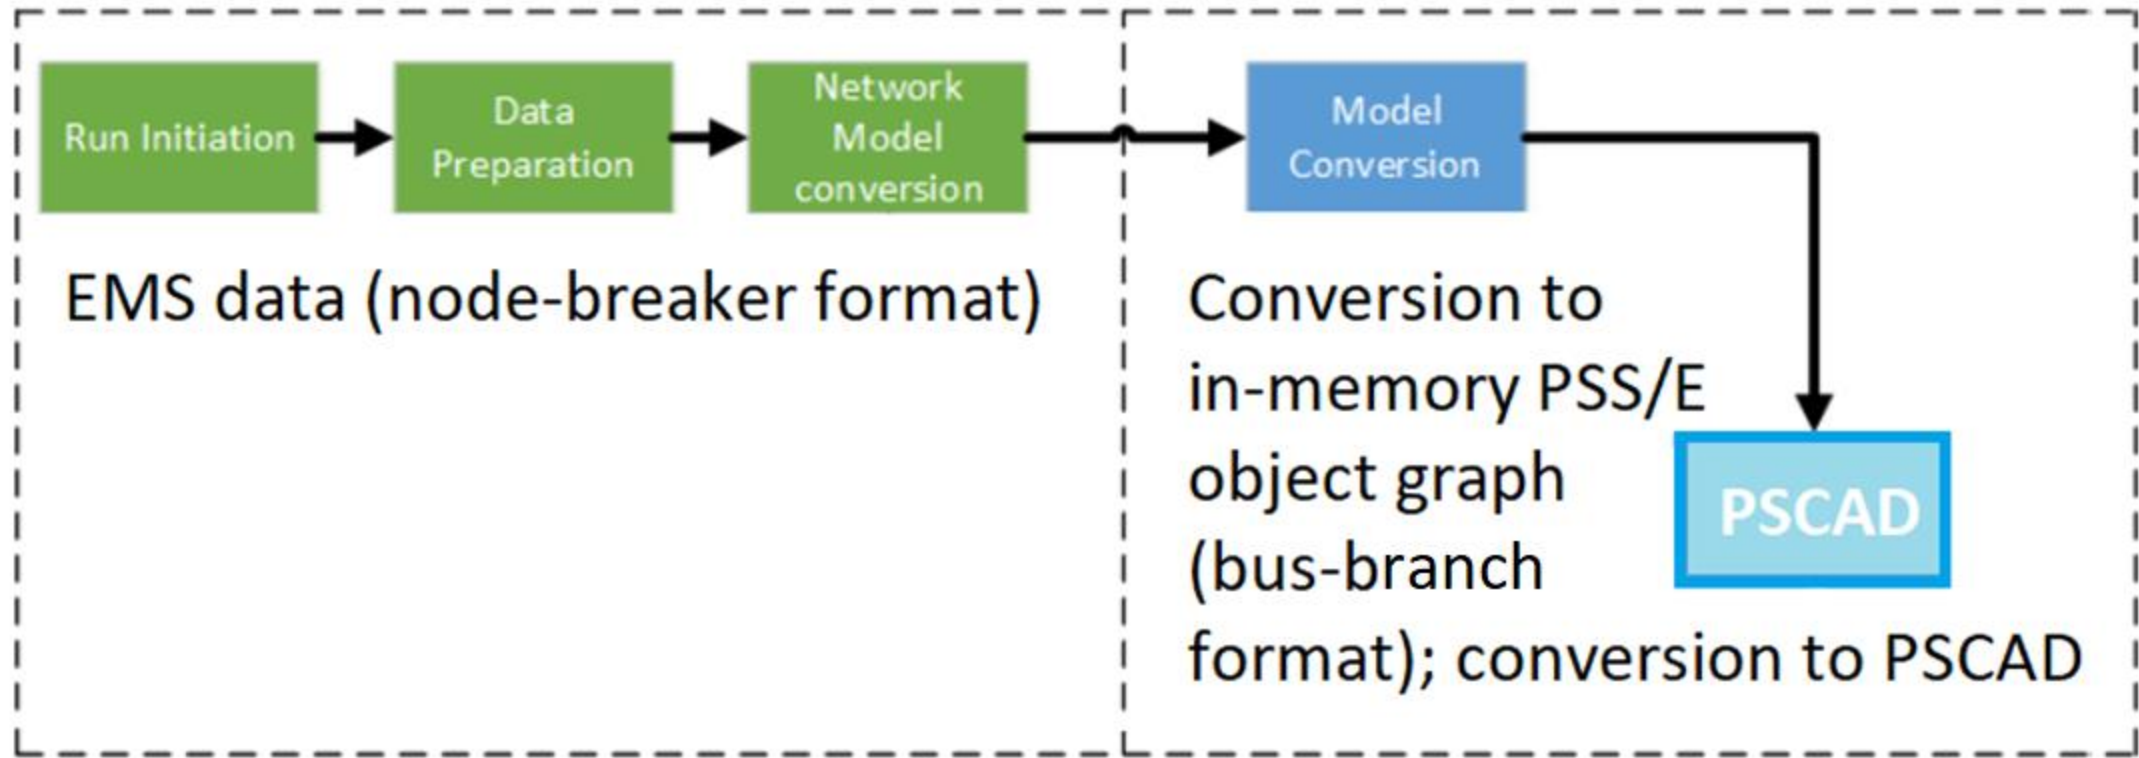 Run Initiation
Data
Preparation
Network
Model
conversion
Model
Conversion
EMS data (node-breaker format)
Conversion to
in-memory PSS/E
object graph
(bus-branch
format); conversion to PSCAD
PSCAD